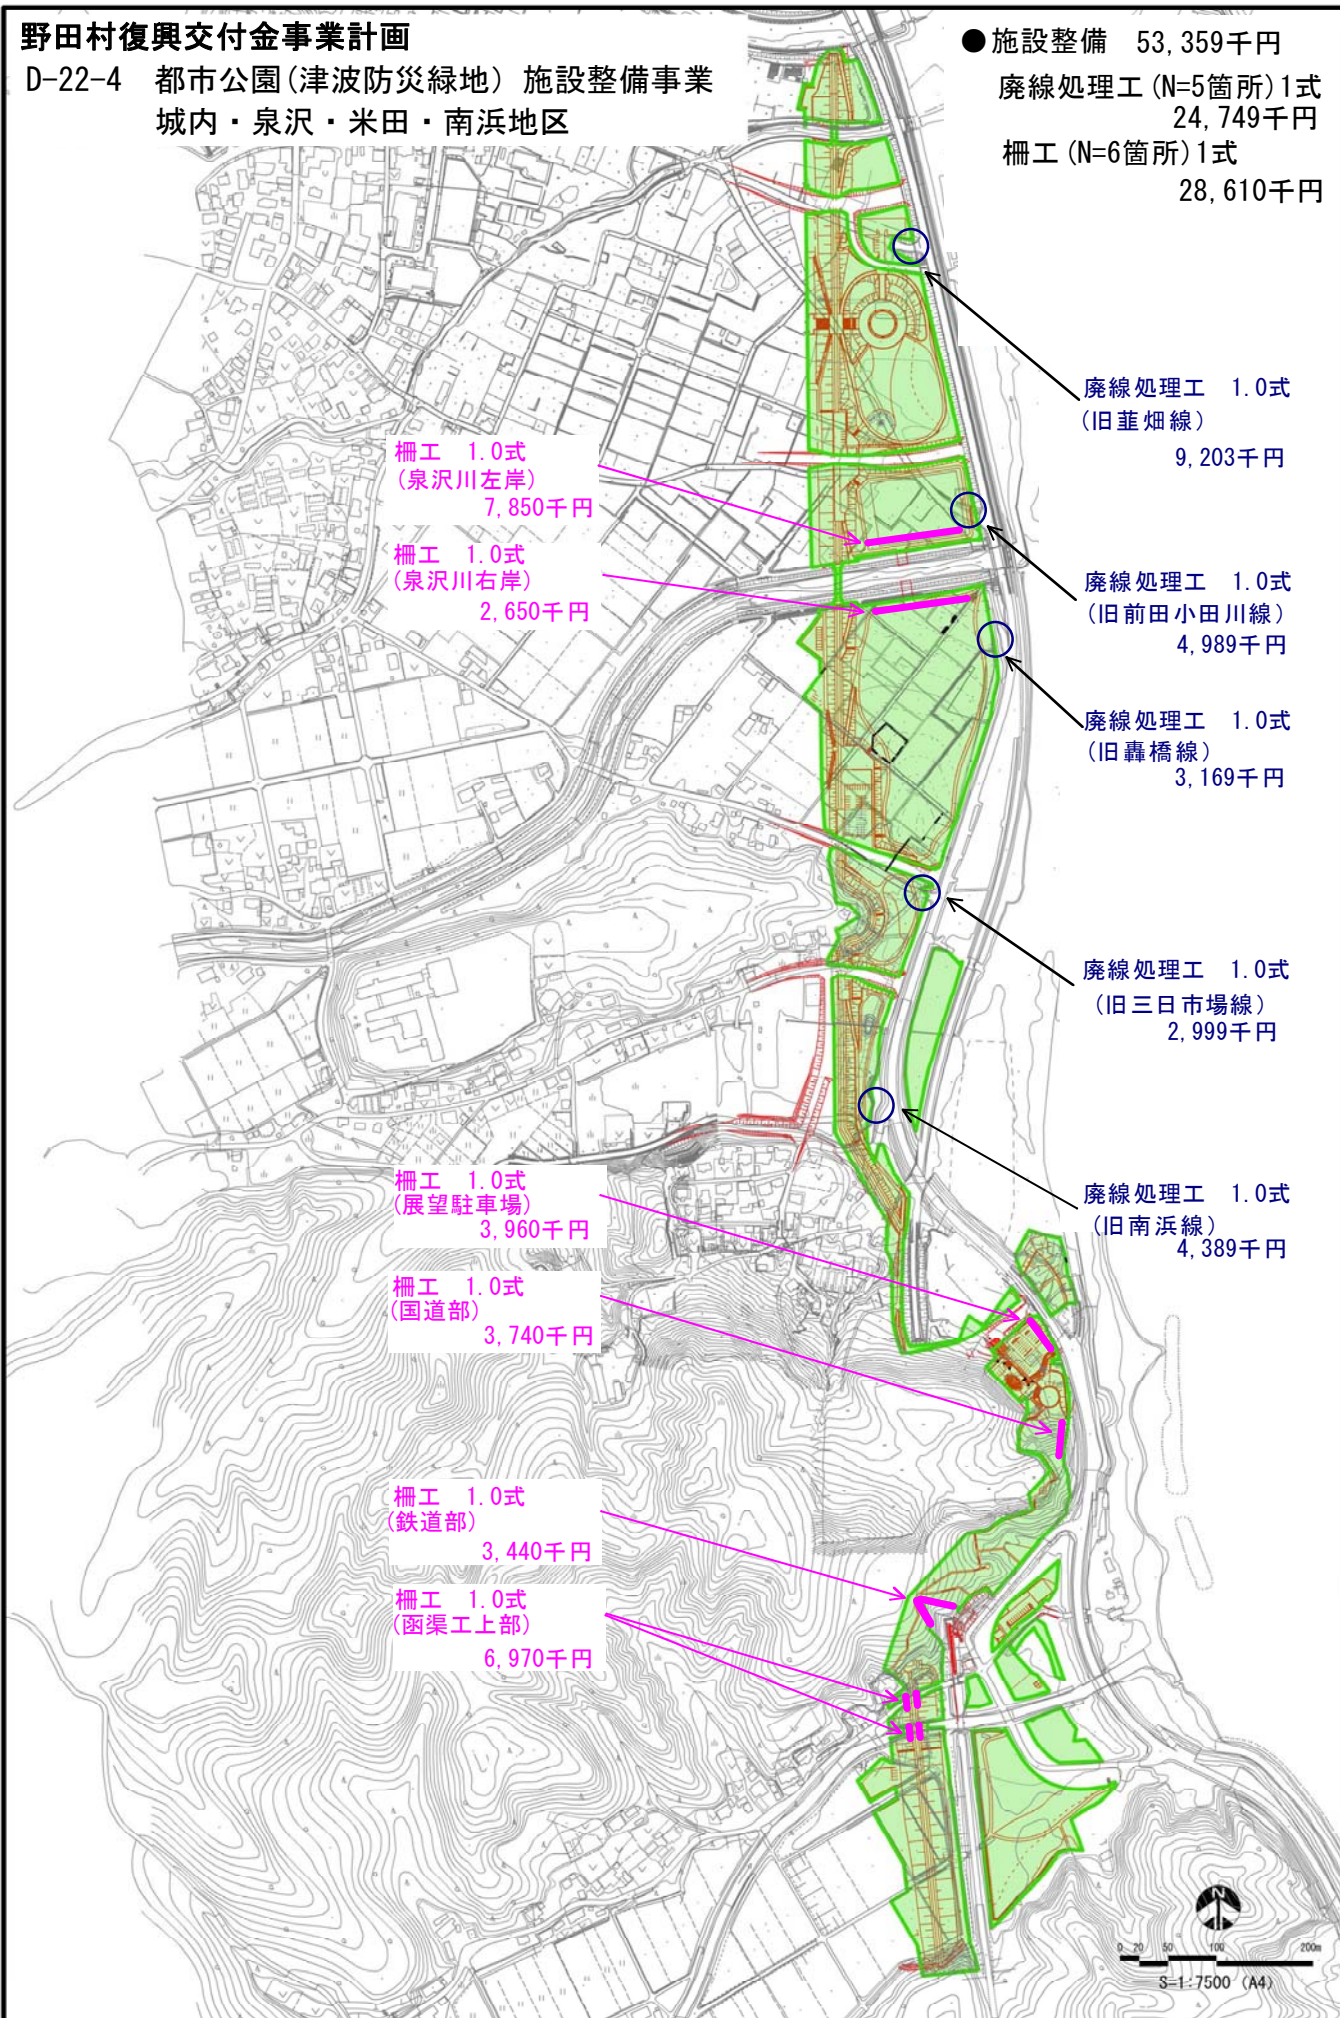 野田村復興交付金事業計画
D-22-4　都市公園(津波防災緑地) 施設整備事業
城内・泉沢・米田・南浜地区
●施設整備　53,359千円
廃線処理工(N=5箇所)1式
24,749千円
柵工(N=6箇所)1式
28,610千円
廃線処理工　1.0式
(旧韮畑線)
9,203千円
柵工　1.0式
(泉沢川左岸)
7,850千円
柵工　1.0式
(泉沢川右岸)
2,650千円
廃線処理工　1.0式
(旧前田小田川線)
4,989千円
廃線処理工　1.0式
(旧轟橋線)
3,169千円
廃線処理工　1.0式
(旧三日市場線)
2,999千円
柵工　1.0式
(展望駐車場)
3,960千円
廃線処理工　1.0式
(旧南浜線)
4,389千円
柵工　1.0式
(国道部)
3,740千円
柵工　1.0式
(鉄道部)
3,440千円
柵工　1.0式
(函渠工上部)
6,970千円
N
0 20 50 100 200m
S=1:7500 (A4)